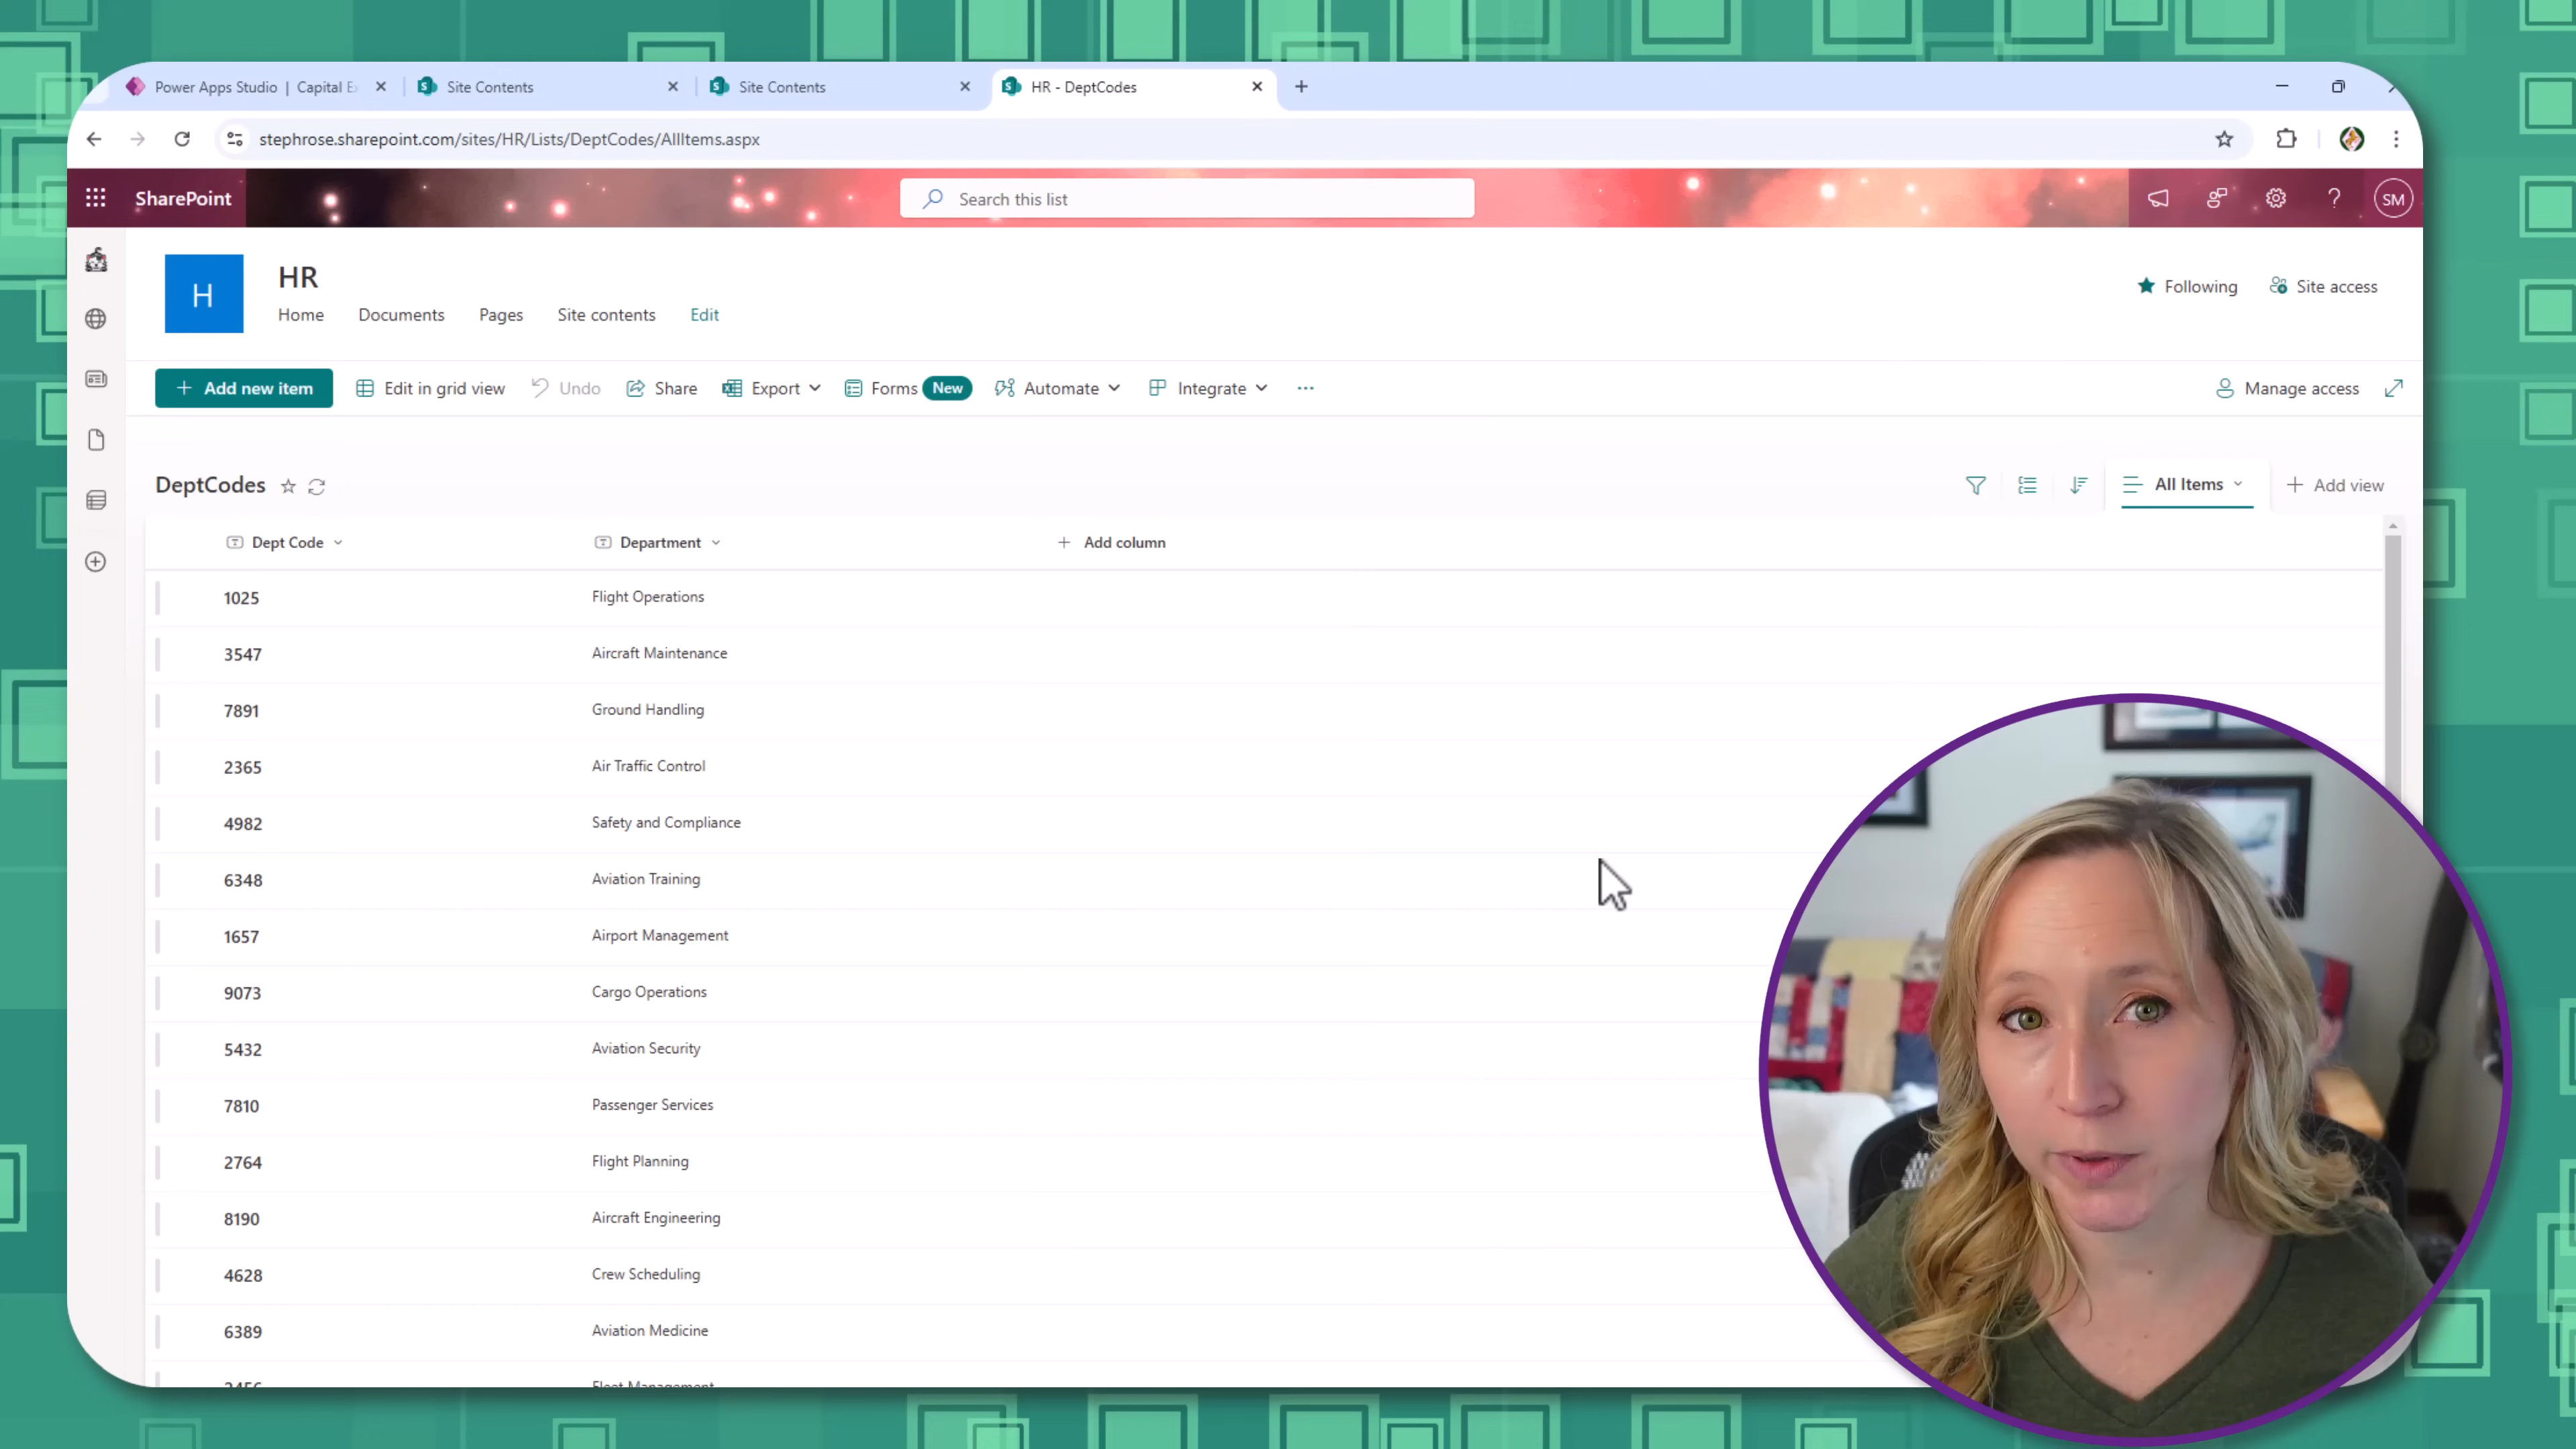 Power Apps Studio | Capital Ex
Site Contents
Site Contents
HR - DeptCodes
stephrose.sharepoint.com/sites/HR/Lists/DeptCodes/AllItems.aspx
SharePoint
Search this list
SM
H
HR
Home Documents Pages Site contents Edit
Following Site access
+ Add new item Edit in grid view Undo Share Export Forms New Automate Integrate ... Manage access
DeptCodes
All Items + Add view
Dept Code Department + Add column
1025 Flight Operations
3547 Aircraft Maintenance
7891 Ground Handling
2365 Air Traffic Control
4982 Safety and Compliance
6348 Aviation Training
1657 Airport Management
9073 Cargo Operations
5432 Aviation Security
7810 Passenger Services
2764 Flight Planning
8190 Aircraft Engineering
4628 Crew Scheduling
6389 Aviation Medicine
Fleet Management